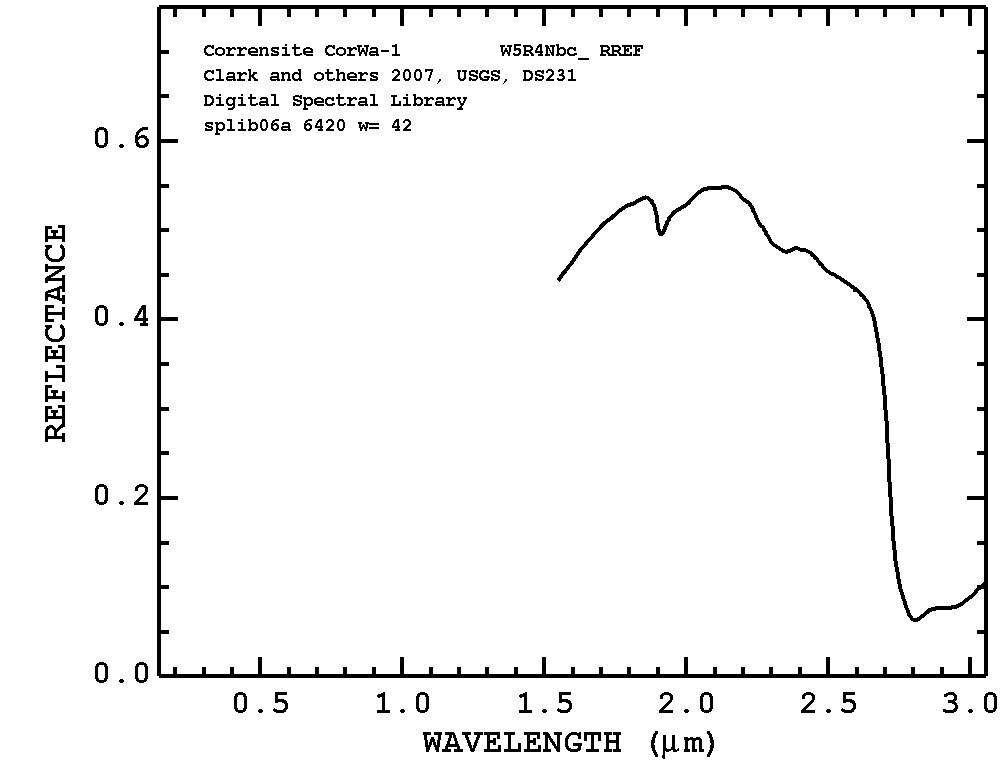 Corrensite CorWa-1 W5R4Nbc_ RREF
Clark and others 2007, USGS, DS231
Digital Spectral Library
splib06a 6420 w= 42
0.6
0.4
0.2
0.0
REFLECTANCE
0.5 1.0 1.5 2.0 2.5 3.0
WAVELENGTH (μm)